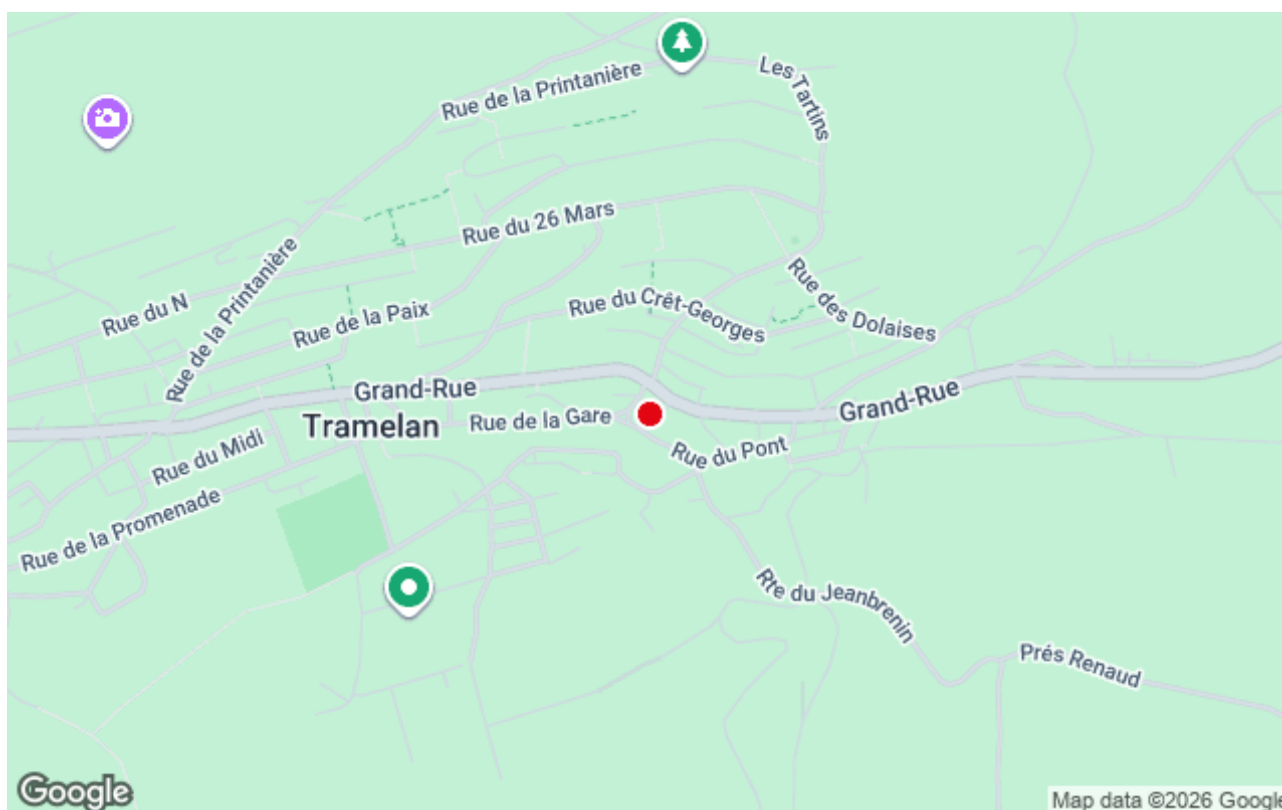 Rue de la Printanière
Les Tartins
Rue du 26 Mars
Rue de la Printanière
Rue du N
Rue de la Paix
Rue du Crêt-Georges
Rue des Dolaises
Grand-Rue
Grand-Rue
Tramelan
Rue de la Gare
Rue du Midi
Rue du Pont
Rue de la Promenade
Rte du Jeanbrenin
Prés Renaud
Google
Map data ©2026 Google